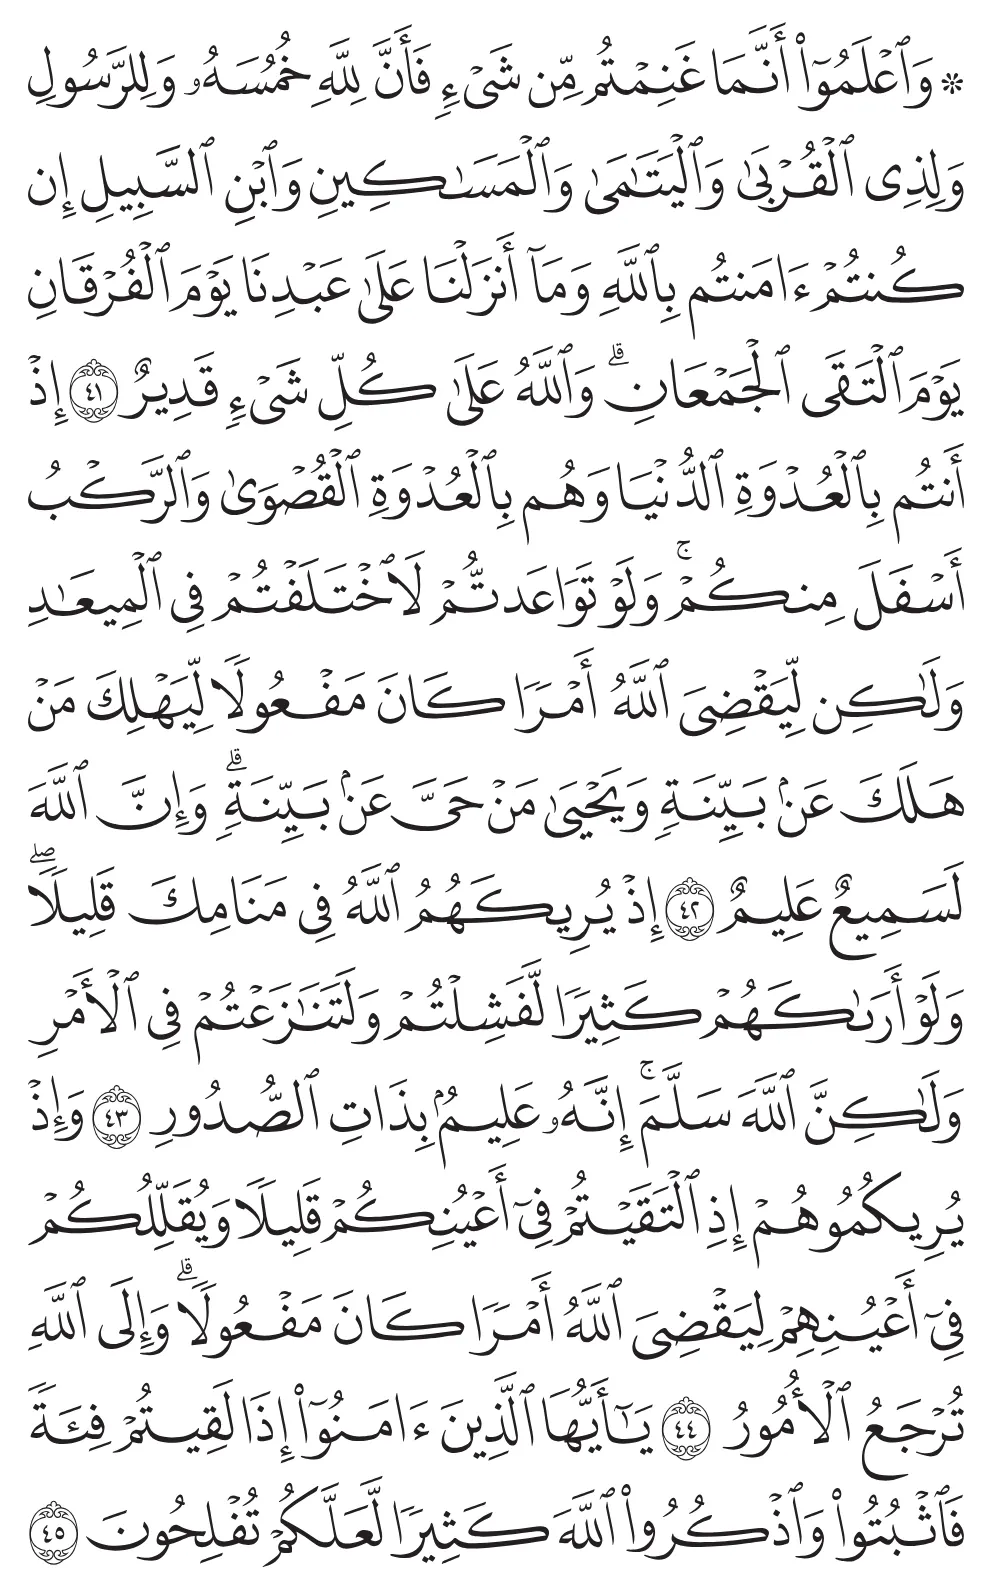 ۞ وَٱعۡلَمُوٓاْ أَنَّمَا غَنِمۡتُم مِّن شَيۡءٖ فَأَنَّ لِلَّهِ خُمُسَهُۥ وَلِلرَّسُولِ
وَلِذِي ٱلۡقُرۡبَىٰ وَٱلۡيَتَٰمَىٰ وَٱلۡمَسَٰكِينِ وَٱبۡنِ ٱلسَّبِيلِ إِن
كُنتُمۡ ءَامَنتُم بِٱللَّهِ وَمَآ أَنزَلۡنَا عَلَىٰ عَبۡدِنَا يَوۡمَ ٱلۡفُرۡقَانِ
يَوۡمَ ٱلۡتَقَى ٱلۡجَمۡعَانِۗ وَٱللَّهُ عَلَىٰ كُلِّ شَيۡءٖ قَدِيرٌ ٤١ إِذۡ
أَنتُم بِٱلۡعُدۡوَةِ ٱلدُّنۡيَا وَهُم بِٱلۡعُدۡوَةِ ٱلۡقُصۡوَىٰ وَٱلرَّكۡبُ
أَسۡفَلَ مِنكُمۡۚ وَلَوۡ تَوَاعَدتُّمۡ لَٱخۡتَلَفۡتُمۡ فِي ٱلۡمِيعَٰدِ
وَلَٰكِن لِّيَقۡضِيَ ٱللَّهُ أَمۡرٗا كَانَ مَفۡعُولٗا لِّيَهۡلِكَ مَنۡ
هَلَكَ عَنۢ بَيِّنَةٖ وَيَحۡيَىٰ مَنۡ حَيَّ عَنۢ بَيِّنَةٖۗ وَإِنَّ ٱللَّهَ
لَسَمِيعٌ عَلِيمٌ ٤٢ إِذۡ يُرِيكَهُمُ ٱللَّهُ فِي مَنَامِكَ قَلِيلٗاۖ
وَلَوۡ أَرَىٰكَهُمۡ كَثِيرٗا لَّفَشِلۡتُمۡ وَلَتَنَٰزَعۡتُمۡ فِي ٱلۡأَمۡرِ
وَلَٰكِنَّ ٱللَّهَ سَلَّمَۚ إِنَّهُۥ عَلِيمُۢ بِذَاتِ ٱلصُّدُورِ ٤٣ وَإِذۡ
يُرِيكُمُوهُمۡ إِذِ ٱلۡتَقَيۡتُمۡ فِيٓ أَعۡيُنِكُمۡ قَلِيلٗا وَيُقَلِّلُكُمۡ
فِيٓ أَعۡيُنِهِمۡ لِيَقۡضِيَ ٱللَّهُ أَمۡرٗا كَانَ مَفۡعُولٗاۗ وَإِلَى ٱللَّهِ
تُرۡجَعُ ٱلۡأُمُورُ ٤٤ يَٰٓأَيُّهَا ٱلَّذِينَ ءَامَنُوٓاْ إِذَا لَقِيتُمۡ فِئَةٗ
فَٱثۡبُتُواْ وَٱذۡكُرُواْ ٱللَّهَ كَثِيرٗا لَّعَلَّكُمۡ تُفۡلِحُونَ ٤٥